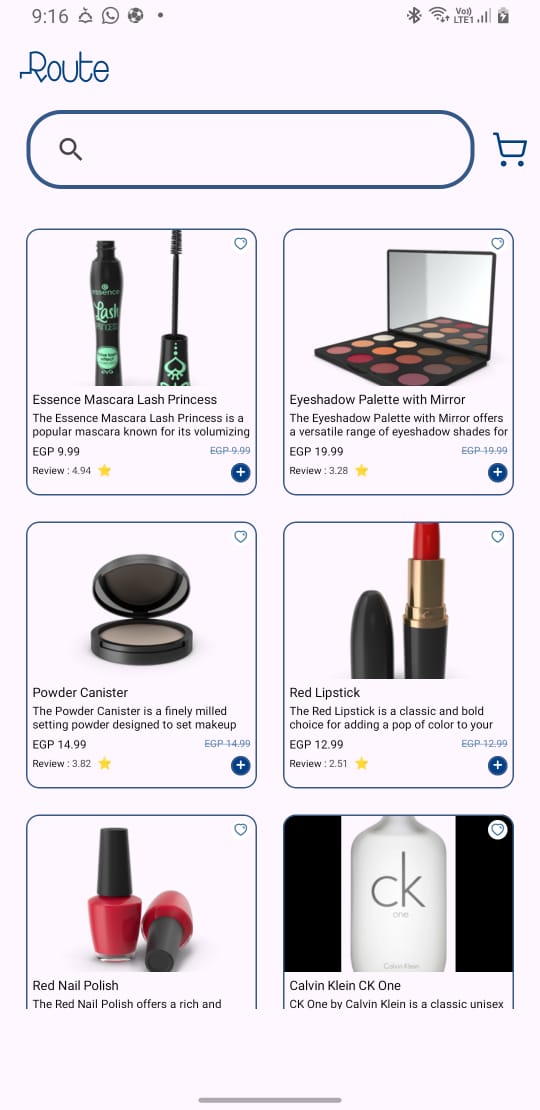 9:16
Vo))
LTE1
Route
essence
Lash
PRINCESS
Essence Mascara Lash Princess
The Essence Mascara Lash Princess is a
popular mascara known for its volumizing
EGP 9.99 EGP 9.99
Review : 4.94
Eyeshadow Palette with Mirror
The Eyeshadow Palette with Mirror offers
a versatile range of eyeshadow shades for
EGP 19.99 EGP 19.99
Review : 3.28
Powder Canister
The Powder Canister is a finely milled
setting powder designed to set makeup
EGP 14.99 EGP 14.99
Review : 3.82
Red Lipstick
The Red Lipstick is a classic and bold
choice for adding a pop of color to your
EGP 12.99 EGP 12.99
Review : 2.51
Red Nail Polish
The Red Nail Polish offers a rich and
ck
one
Calvin Klein
Calvin Klein CK One
CK One by Calvin Klein is a classic unisex